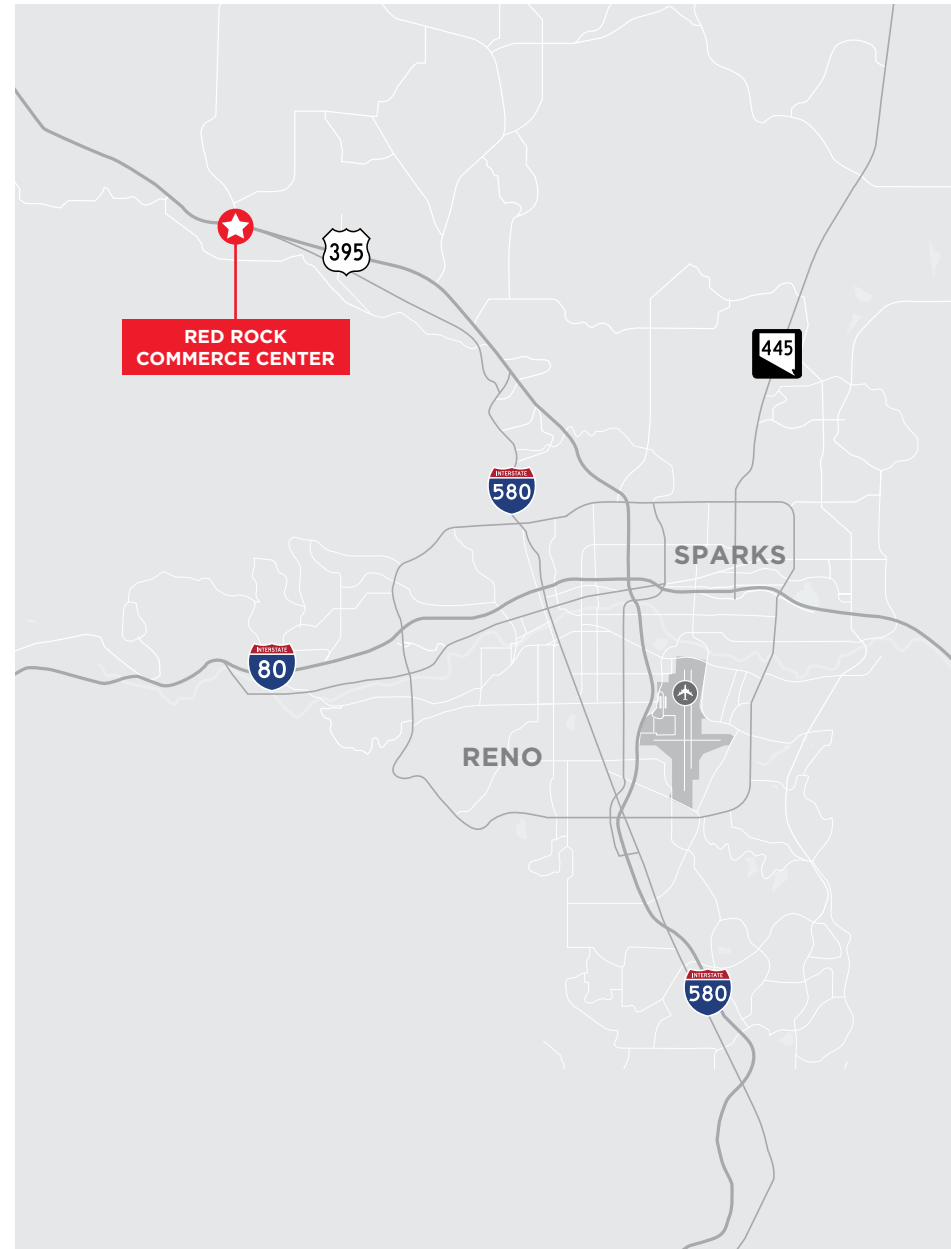 395
RED ROCK
COMMERCE CENTER
445
INTERSTATE
580
SPARKS
INTERSTATE
80
RENO
INTERSTATE
580